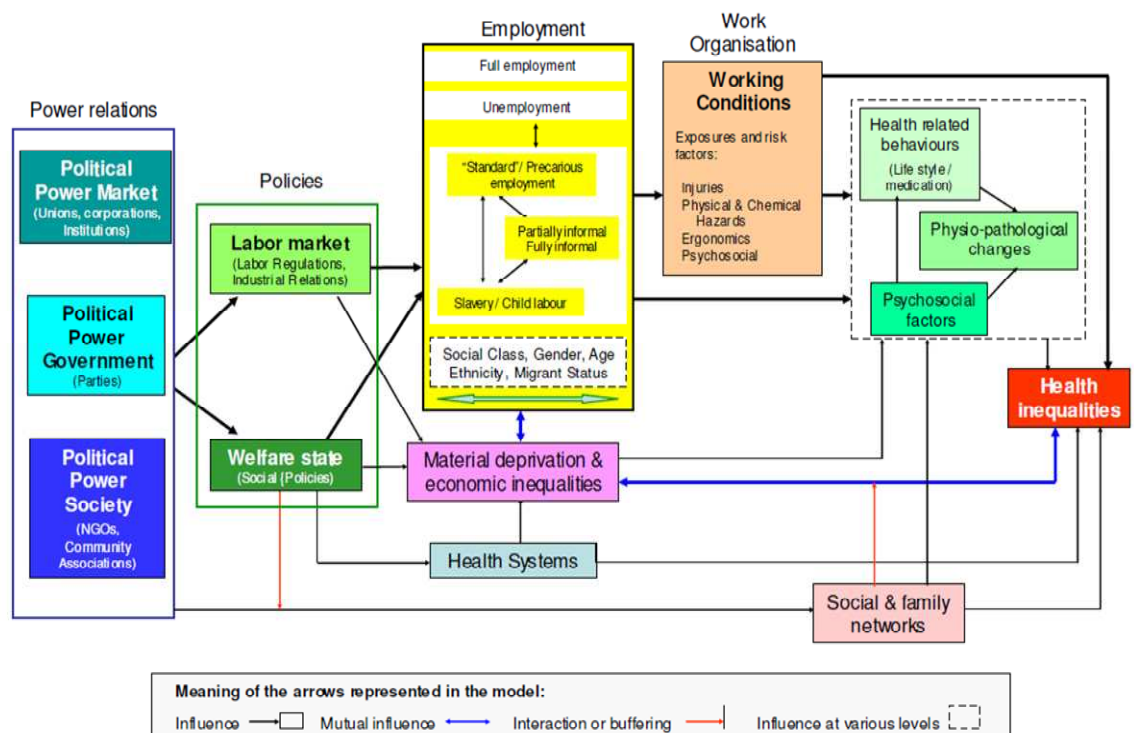 Power relations
Political
Power Market
(Unions, corporations,
Institutions)
Political
Power
Government
(Parties)
Political
Power
Society
(NGOs,
Community
Associations)
Policies
Labor market
(Labor Regulations,
Industrial Relations)
Welfare state
(Social {Policies)
Employment
Full employment
Unemployment
“Standard”/ Precarious
employment
Partially informal
Fully informal
Slavery / Child labour
Social Class, Gender, Age
Ethnicity, Migrant Status
Material deprivation &
economic inequalities
Health Systems
Work
Organisation
Working
Conditions
Exposures and risk
factors:
Injuries
Physical & Chemical
Hazards
Ergonomics
Psychosocial
Health related
behaviours
(Life style /
medication)
Physio-pathological
changes
Psychosocial
factors
Health
inequalities
Social & family
networks
Meaning of the arrows represented in the model:
Influence Mutual influence Interaction or buffering Influence at various levels